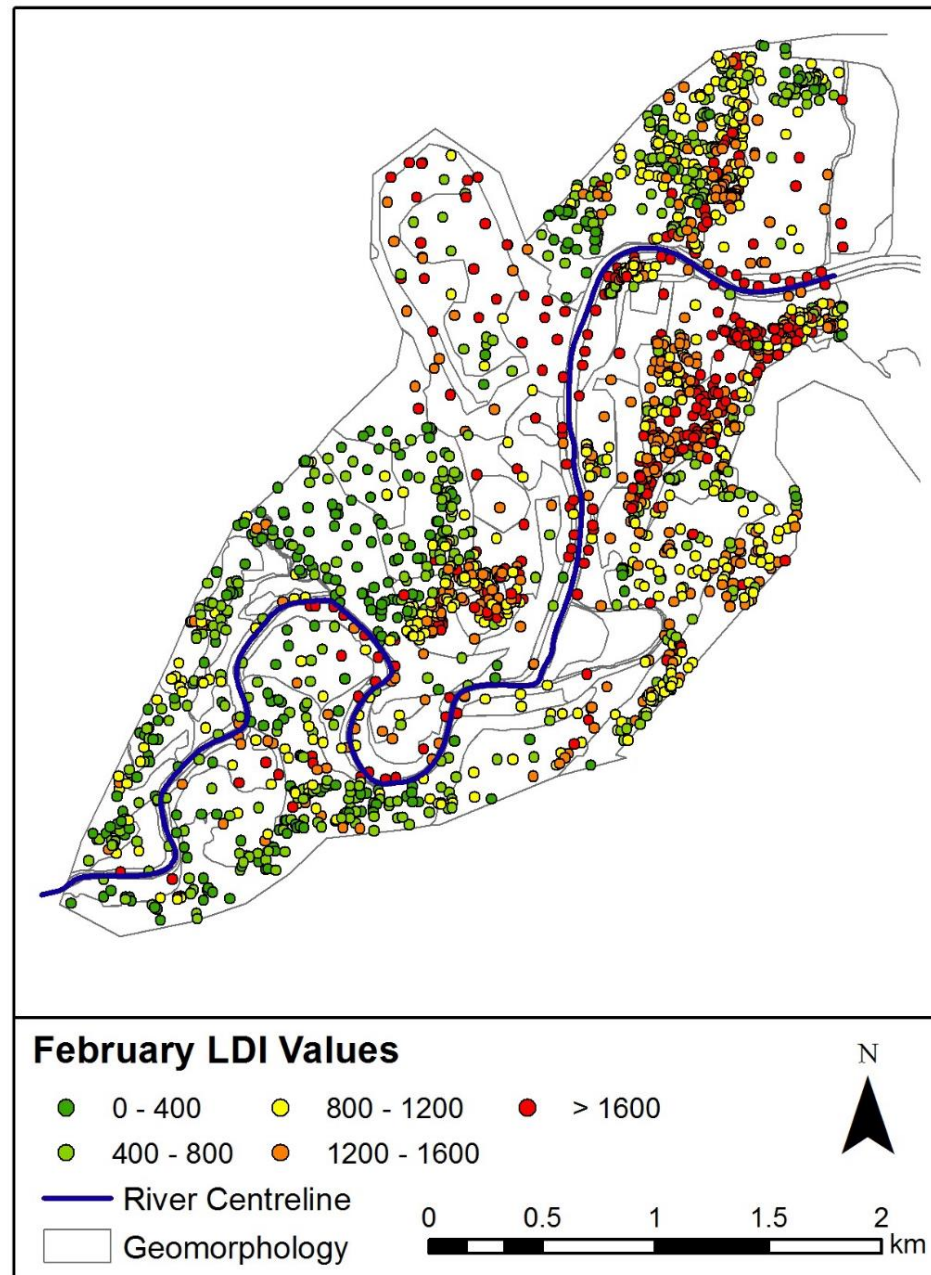 February LDI Values
N
0 - 400
800 - 1200
> 1600
400 - 800
1200 - 1600
River Centreline
Geomorphology
0 0.5 1 1.5 2
km